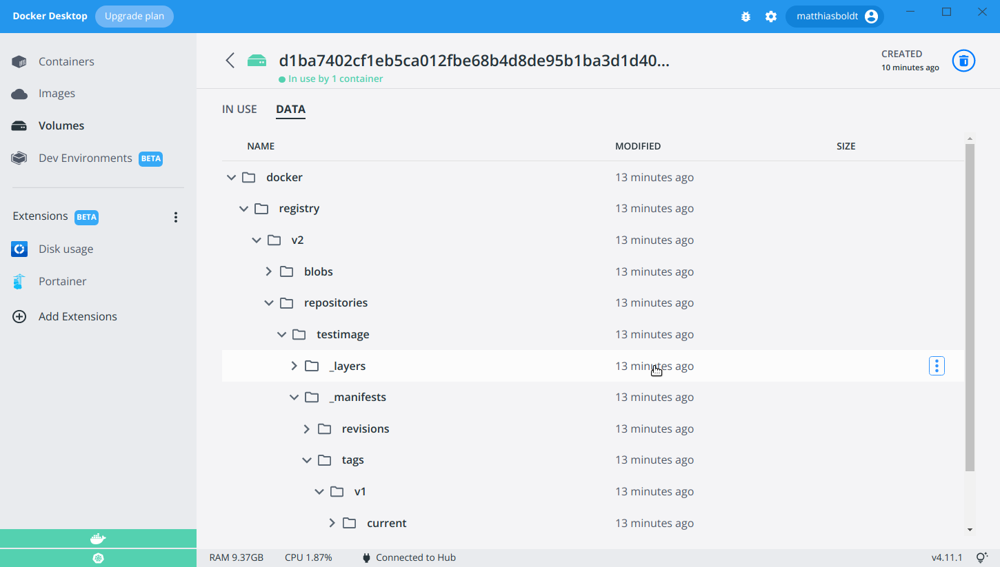 Docker Desktop Upgrade plan matthiasboldt
Containers
Images
Volumes
Dev Environments BETA
Extensions BETA
Disk usage
Portainer
Add Extensions
d1ba7402cf1eb5ca012fbe68b4d8de95b1ba3d1d40...
In use by 1 container
CREATED
10 minutes ago
IN USE DATA
NAME MODIFIED SIZE
docker 13 minutes ago
registry 13 minutes ago
v2 13 minutes ago
blobs 13 minutes ago
repositories 13 minutes ago
testimage 13 minutes ago
_layers 13 minutes ago
_manifests 13 minutes ago
revisions 13 minutes ago
tags 13 minutes ago
v1 13 minutes ago
current 13 minutes ago
RAM 9.37GB CPU 1.87% Connected to Hub v4.11.1